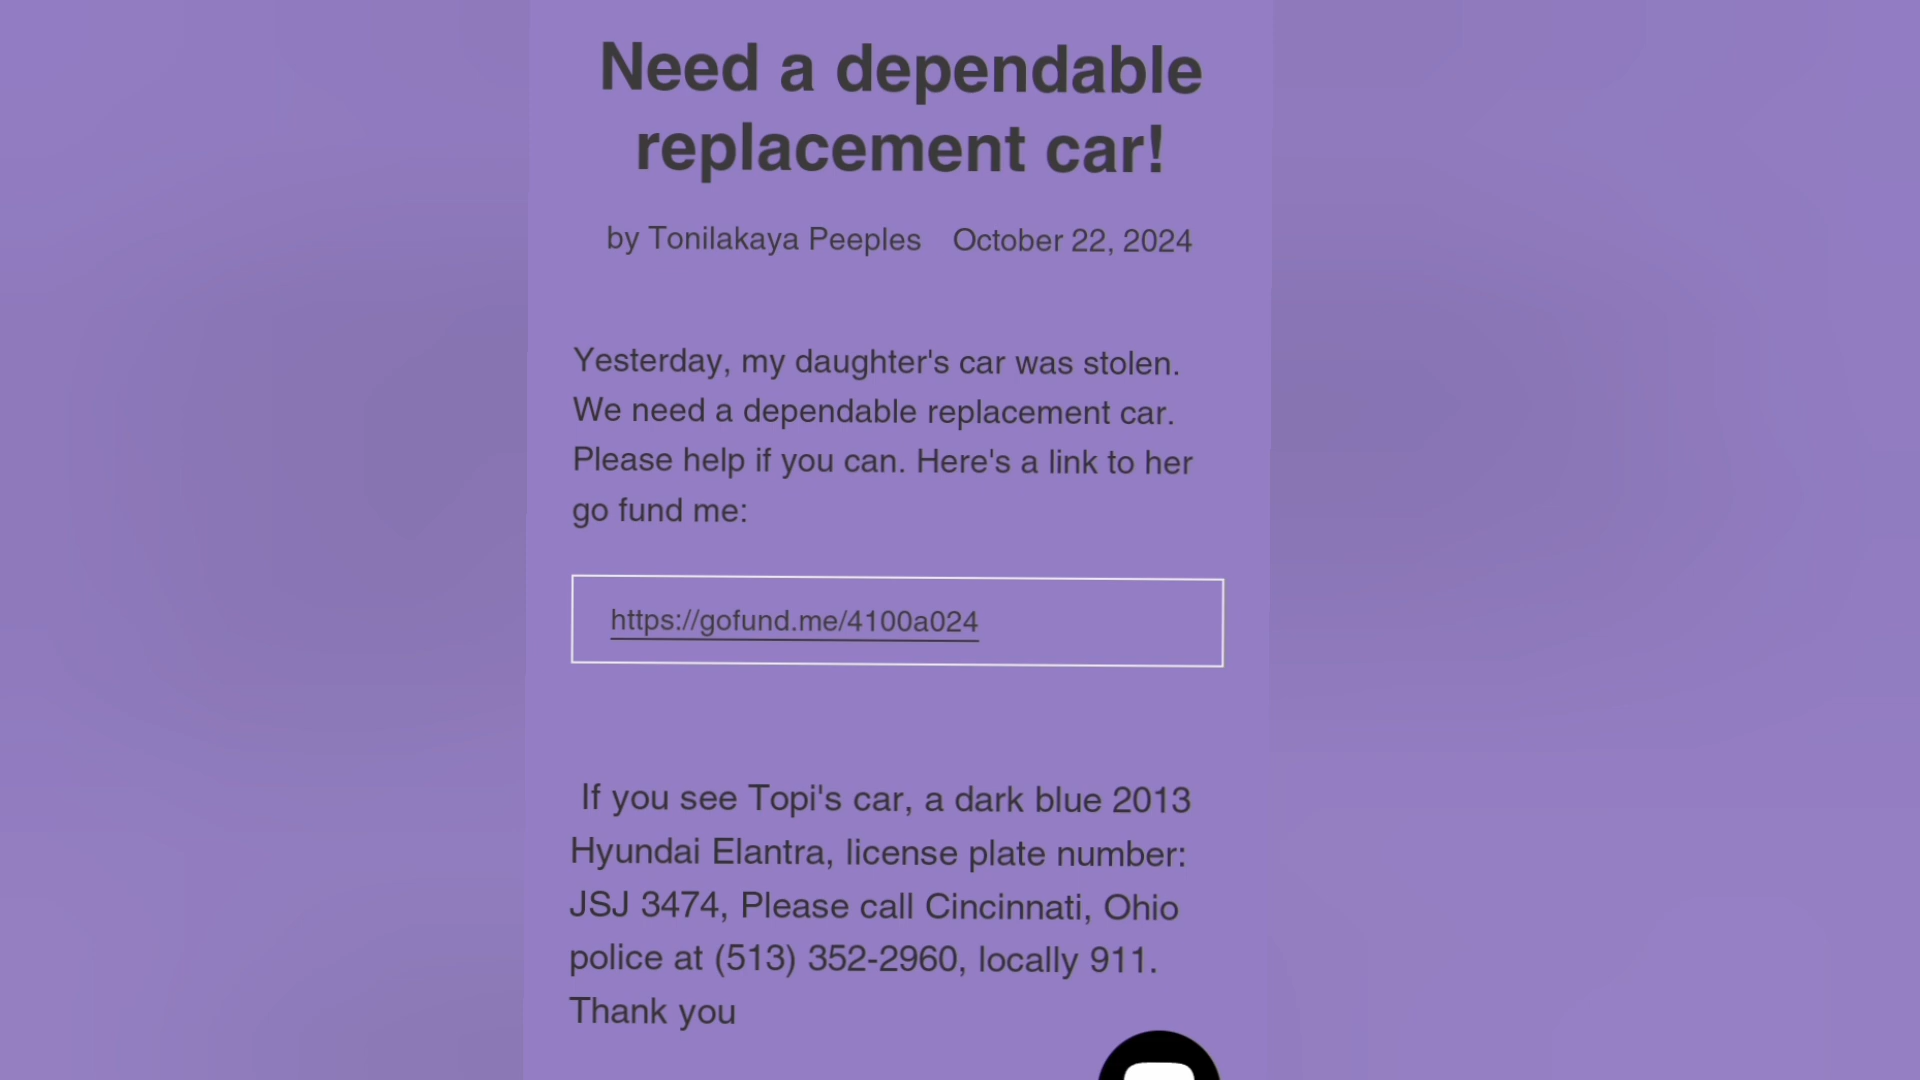 Need a dependable
replacement car!
by Tonilakaya Peeples October 22, 2024
Yesterday, my daughter's car was stolen.
We need a dependable replacement car.
Please help if you can. Here's a link to her
go fund me:
https://gofund.me/4100a024
If you see Topi's car, a dark blue 2013
Hyundai Elantra, license plate number:
JSJ 3474, Please call Cincinnati, Ohio
police at (513) 352-2960, locally 911.
Thank you